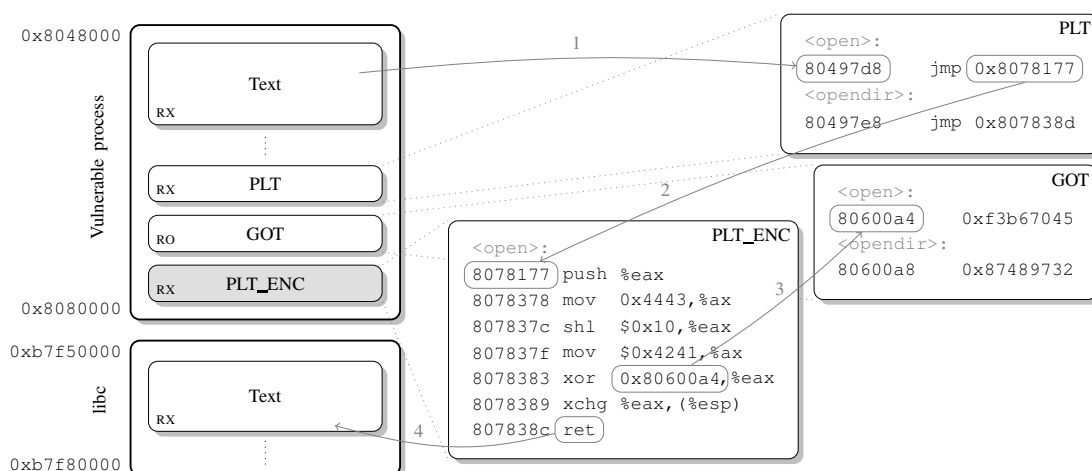 0x8048000
Vulnerable process
Text
RX
PLT
RX
GOT
RO
PLT_ENC
RX
0x8080000
0xb7f50000
libc
Text
RX
0xb7f80000
1
2
3
4
PLT
<open>:
80497d8 jmp 0x8078177
<opendir>:
80497e8 jmp 0x807838d
GOT
<open>:
80600a4 0xf3b67045
<opendir>:
80600a8 0x87489732
PLT_ENC
<open>:
8078177 push %eax
8078378 mov 0x4443,%ax
807837c shl $0x10,%eax
807837f mov $0x4241,%ax
8078383 xor 0x80600a4,%eax
8078389 xchg %eax,(%esp)
807838c ret